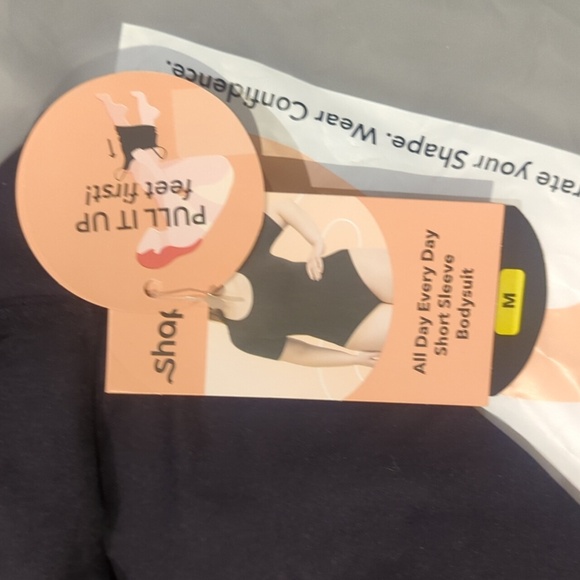 rate your Shape. Wear Confidence.
PULL IT UP
feet first!
Shap
All Day Every Day
Short Sleeve
Bodysuit
M